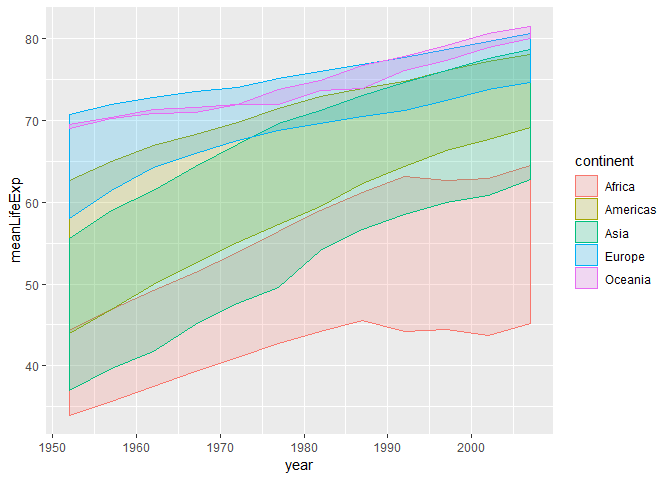 80
70
60
50
40
meanLifeExp
1950
1960
1970
1980
1990
2000
year
continent
Africa
Americas
Asia
Europe
Oceania